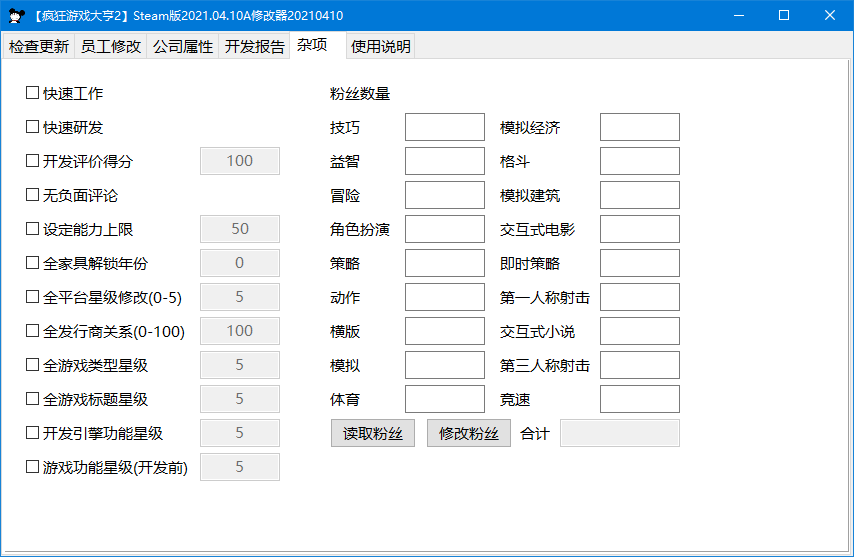 【疯狂游戏大亨2】Steam版2021.04.10A修改器20210410
检查更新 员工修改 公司属性 开发报告 杂项 使用说明
快速工作 粉丝数量
快速研发 技巧 模拟经济
开发评价得分 100 益智 格斗
无负面评论 冒险 模拟建筑
设定能力上限 50 角色扮演 交互式电影
全家具解锁年份 0 策略 即时策略
全平台星级修改(0-5) 5 动作 第一人称射击
全发行商关系(0-100) 100 横版 交互式小说
全游戏类型星级 5 模拟 第三人称射击
全游戏标题星级 5 体育 竞速
开发引擎功能星级 5 读取粉丝 修改粉丝 合计
游戏功能星级(开发前) 5